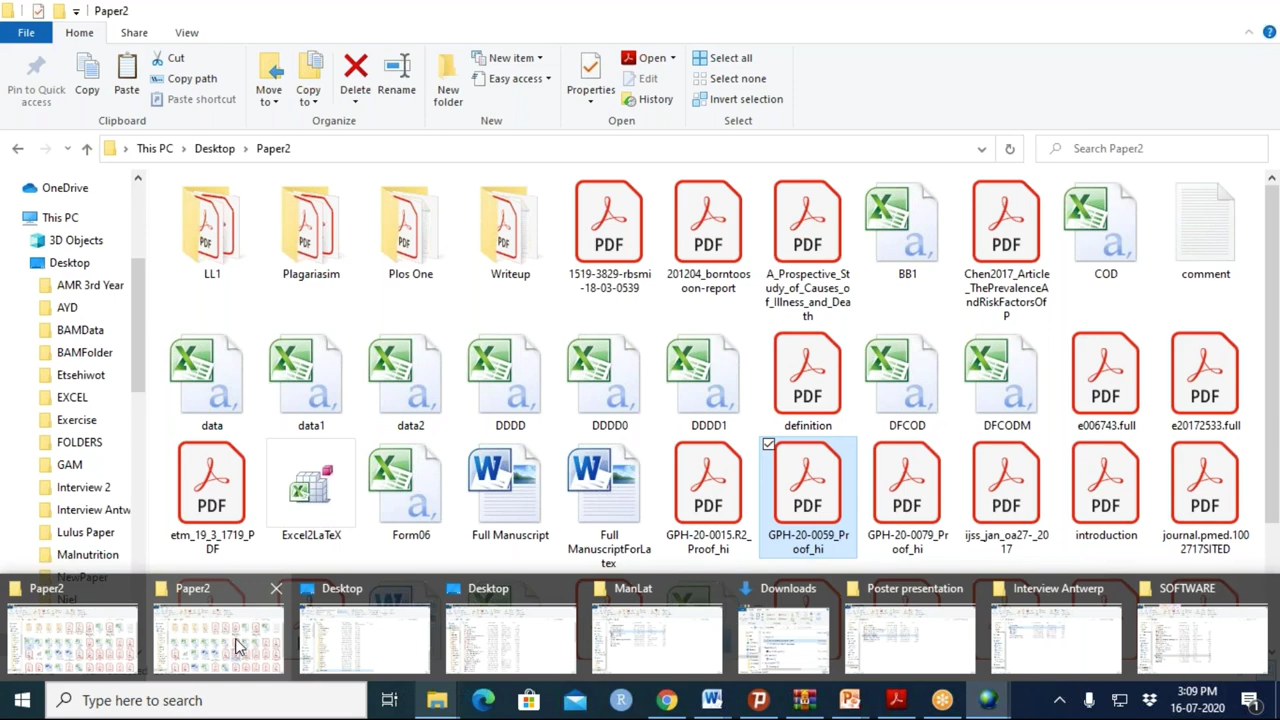 Paper2
File Home Share View
Pin to Quick access
Copy
Paste
Cut
Copy path
Paste shortcut
Clipboard
Move to
Copy to
Delete
Rename
Organize
New folder
New item
Easy access
New
Properties
Open
Edit
History
Open
Select all
Select none
Invert selection
Select
This PC > Desktop > Paper2
Search Paper2
OneDrive
This PC
3D Objects
Desktop
AMR 3rd Year
AYD
BAMData
BAMFolder
Etsehiwot
EXCEL
Exercise
FOLDERS
GAM
Interview 2
Interview Antw
Lulus Paper
Malnutrition
NewPaper
LL1
Plagariasim
Plos One
Writeup
1519-3829-rbsmi
-18-03-0539
201204_borntoo
soon-report
A_Prospective_St
udy_of_Causes_o
f_Illness_and_Dea
th
BB1
Chen2017_Article
_ThePrevalenceA
ndRiskFactorsOf
P
COD
comment
data
data1
data2
DDDD
DDDD0
DDDD1
definition
DFCOD
DFCODM
e006743.full
e20172533.full
etm_19_3_1719_P
DF
Excel2LaTeX
Form06
Full Manuscript
Full
ManuscriptForLa
tex
GPH-20-0015.R2_
Proof_hi
GPH-20-0059_Pr
oof_hi
GPH-20-0079_Pr
oof_hi
ijss_jan_oa27-_20
17
introduction
journal.pmed.100
2717SITED
Paper2
Paper2
Desktop
Desktop
ManLat
Downloads
Poster presentation
Interview Antwerp
SOFTWARE
Type here to search
3:09 PM
16-07-2020